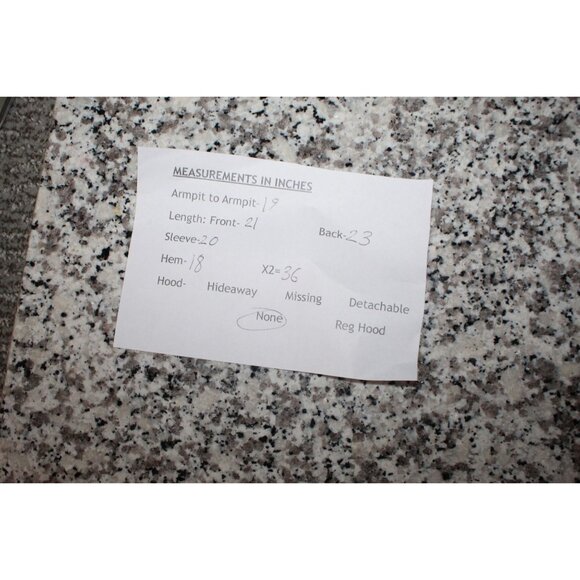 MEASUREMENTS IN INCHES
Armpit to Armpit- 19
Length: Front- 21 Back- 23
Sleeve- 20
Hem- 18 X2= 36
Hood- Hideaway Missing Detachable
None Reg Hood